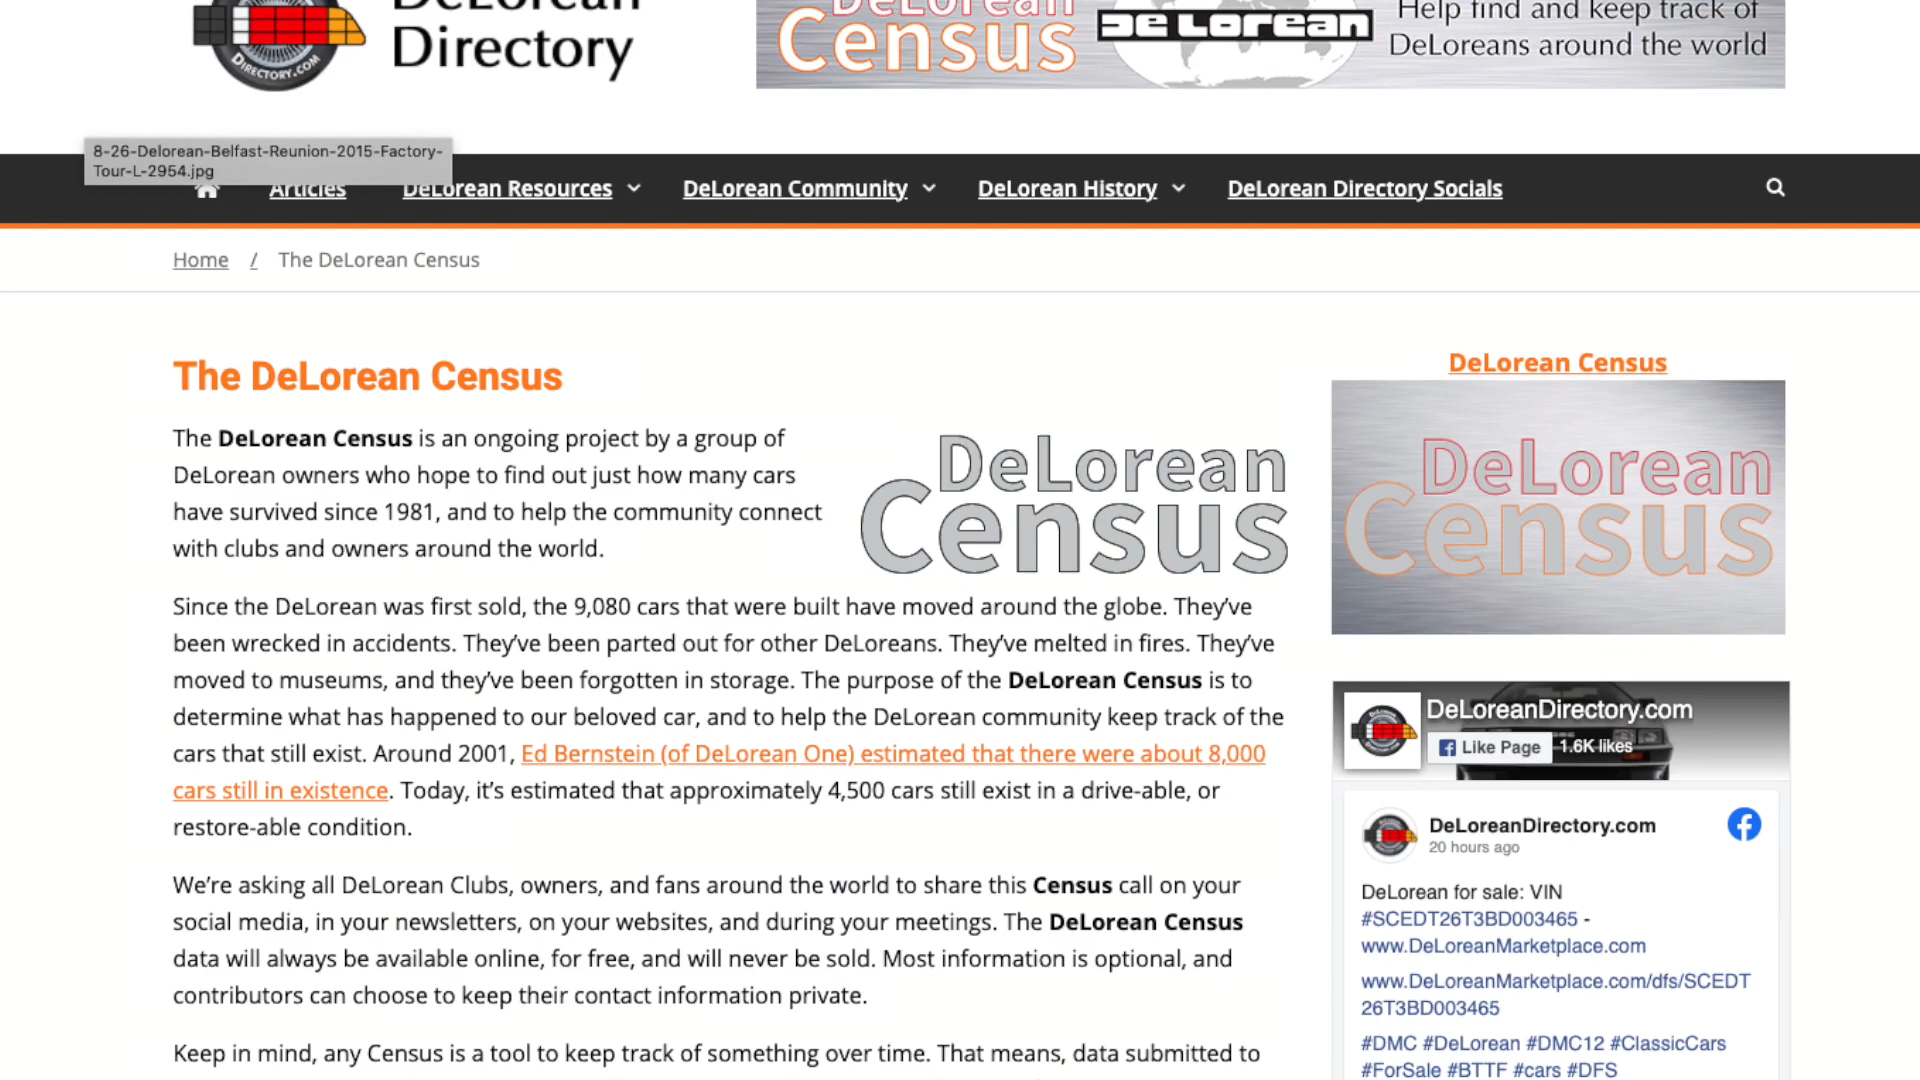 DeLorean
Directory
DIRECTORY.COM
DeLorean
Census
DE LOREAN
Help find and keep track of
DeLoreans around the world
8-26-Delorean-Belfast-Reunion-2015-Factory-
Tour-L-2954.jpg
Articles
DeLorean Resources
DeLorean Community
DeLorean History
DeLorean Directory Socials
Home / The DeLorean Census
The DeLorean Census
The DeLorean Census is an ongoing project by a group of
DeLorean owners who hope to find out just how many cars
have survived since 1981, and to help the community connect
with clubs and owners around the world.
DeLorean
Census
Since the DeLorean was first sold, the 9,080 cars that were built have moved around the globe. They’ve
been wrecked in accidents. They’ve been parted out for other DeLoreans. They’ve melted in fires. They’ve
moved to museums, and they’ve been forgotten in storage. The purpose of the DeLorean Census is to
determine what has happened to our beloved car, and to help the DeLorean community keep track of the
cars that still exist. Around 2001, Ed Bernstein (of DeLorean One) estimated that there were about 8,000
cars still in existence. Today, it’s estimated that approximately 4,500 cars still exist in a drive-able, or
restore-able condition.
We’re asking all DeLorean Clubs, owners, and fans around the world to share this Census call on your
social media, in your newsletters, on your websites, and during your meetings. The DeLorean Census
data will always be available online, for free, and will never be sold. Most information is optional, and
contributors can choose to keep their contact information private.
Keep in mind, any Census is a tool to keep track of something over time. That means, data submitted to
DeLorean Census
DeLorean
Census
DeLoreanDirectory.com
Like Page
1.6K likes
DeLoreanDirectory.com
20 hours ago
DeLorean for sale: VIN
#SCEDT26T3BD003465 -
www.DeLoreanMarketplace.com
www.DeLoreanMarketplace.com/dfs/SCEDT
26T3BD003465
#DMC #DeLorean #DMC12 #ClassicCars
#ForSale #BTTF #cars #DFS